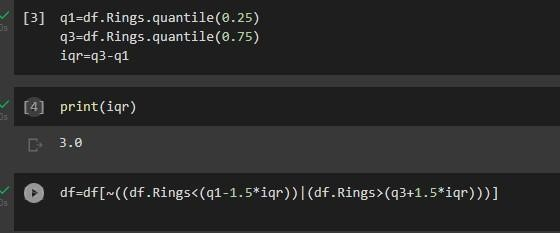 [3] q1=df.Rings.quantile(0.25)
q3=df.Rings.quantile(0.75)
iqr=q3-q1
[4] print(iqr)
3.0
df=df[~((df.Rings<(q1-1.5*iqr))|(df.Rings>(q3+1.5*iqr)))]